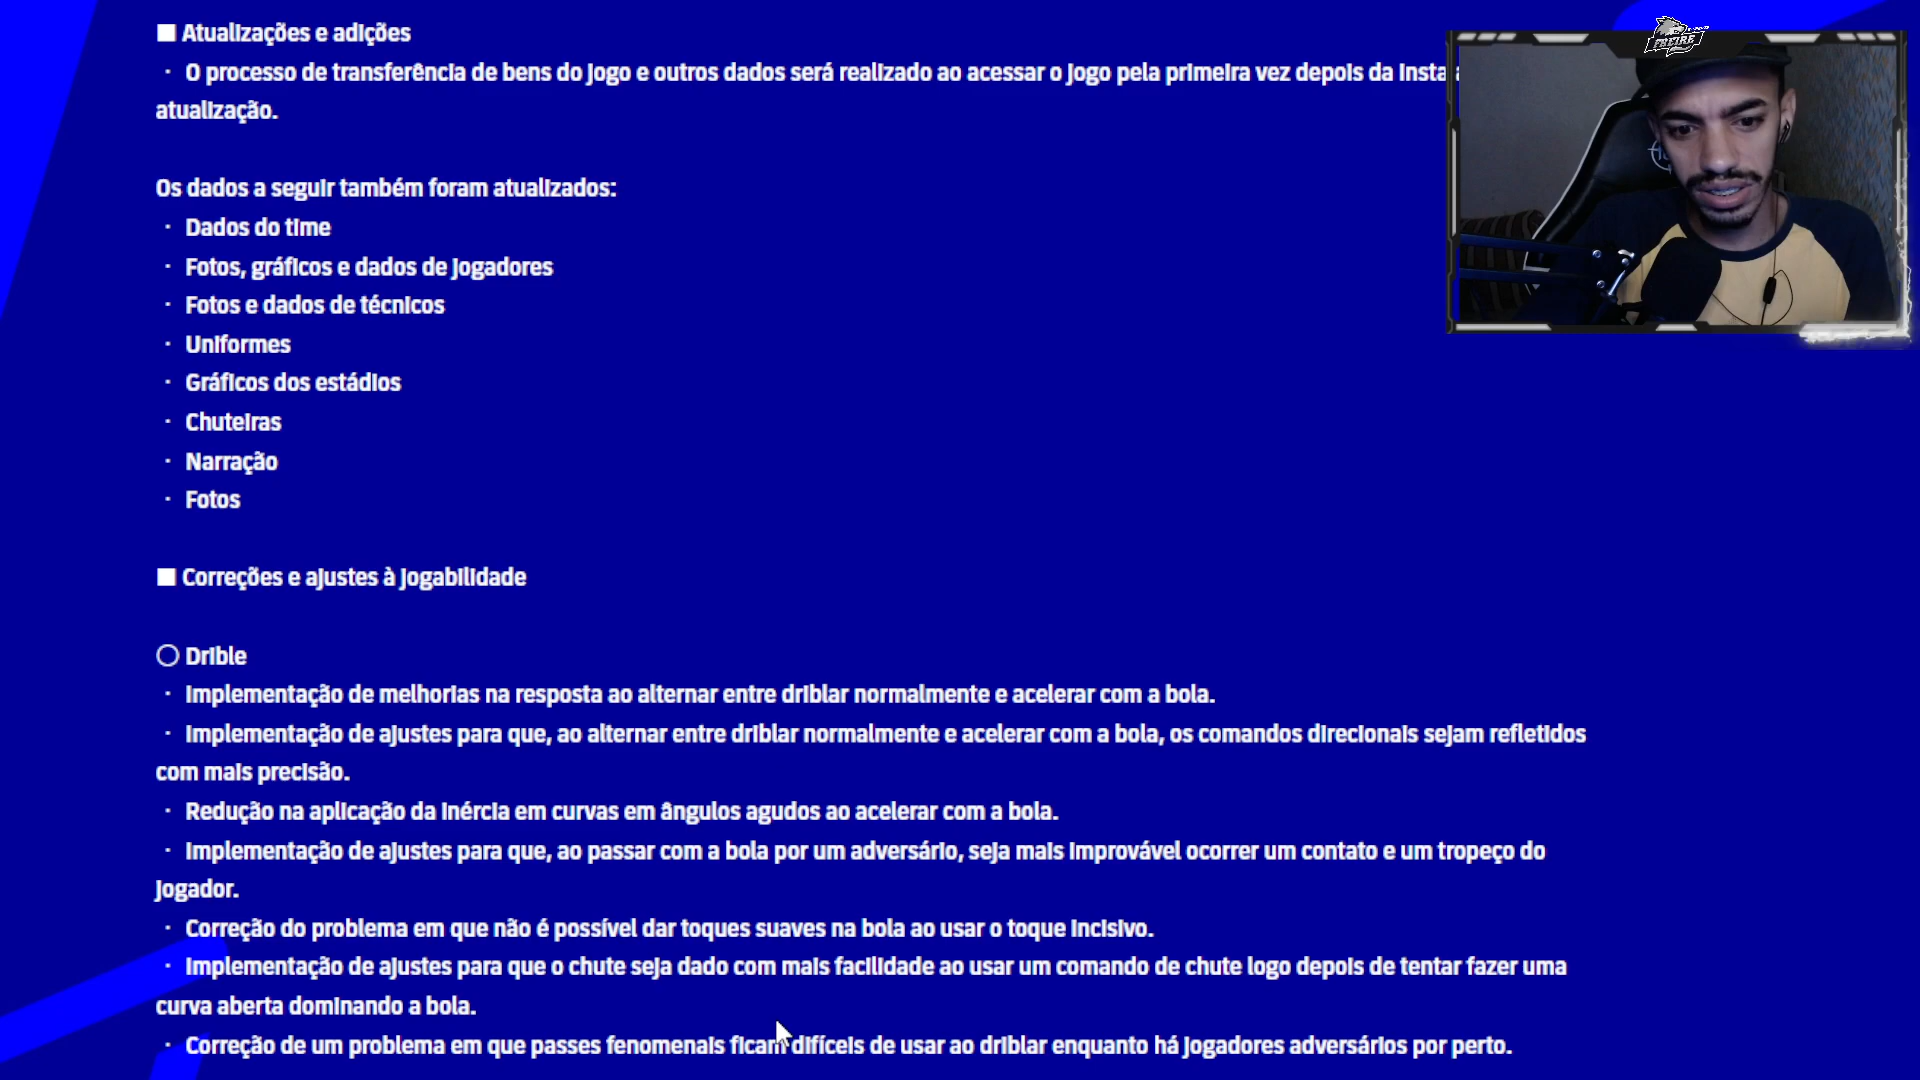 ■ Atualizações e adições
· O processo de transferência de bens do jogo e outros dados será realizado ao acessar o jogo pela primeira vez depois da
atualização.
Os dados a seguir também foram atualizados:
· Dados do time
· Fotos, gráficos e dados de jogadores
· Fotos e dados de técnicos
· Uniformes
· Gráficos dos estádios
· Chuteiras
· Narração
· Fotos
■ Correções e ajustes à jogabilidade
○ Drible
· Implementação de melhorias na resposta ao alternar entre driblar normalmente e acelerar com a bola.
· Implementação de ajustes para que, ao alternar entre driblar normalmente e acelerar com a bola, os comandos direcionais sejam refletidos
com mais precisão.
· Redução na aplicação da inércia em curvas em ângulos agudos ao acelerar com a bola.
· Implementação de ajustes para que, ao passar com a bola por um adversário, seja mais improvável ocorrer um contato e um tropeço do
jogador.
· Correção do problema em que não é possível dar toques suaves na bola ao usar o toque incisivo.
· Implementação de ajustes para que o chute seja dado com mais facilidade ao usar um comando de chute logo depois de tentar fazer uma
curva aberta dominando a bola.
· Correção de um problema em que passes fenomenais ficam difíceis de usar ao driblar enquanto há jogadores adversários por perto.
FREIRE